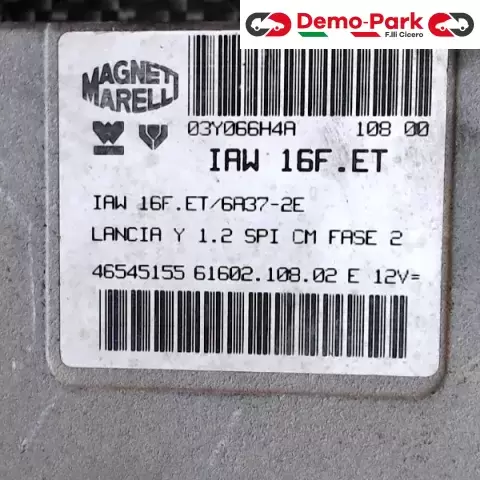 Demo-Park
F.lli Cicero
MAGNETI
MARELLI
03Y066H4A 108 00
IAW 16F.ET
IAW 16F.ET/6A37-2E
LANCIA Y 1.2 SPI CM FASE 2
46545155 61602.108.02 E 12V=